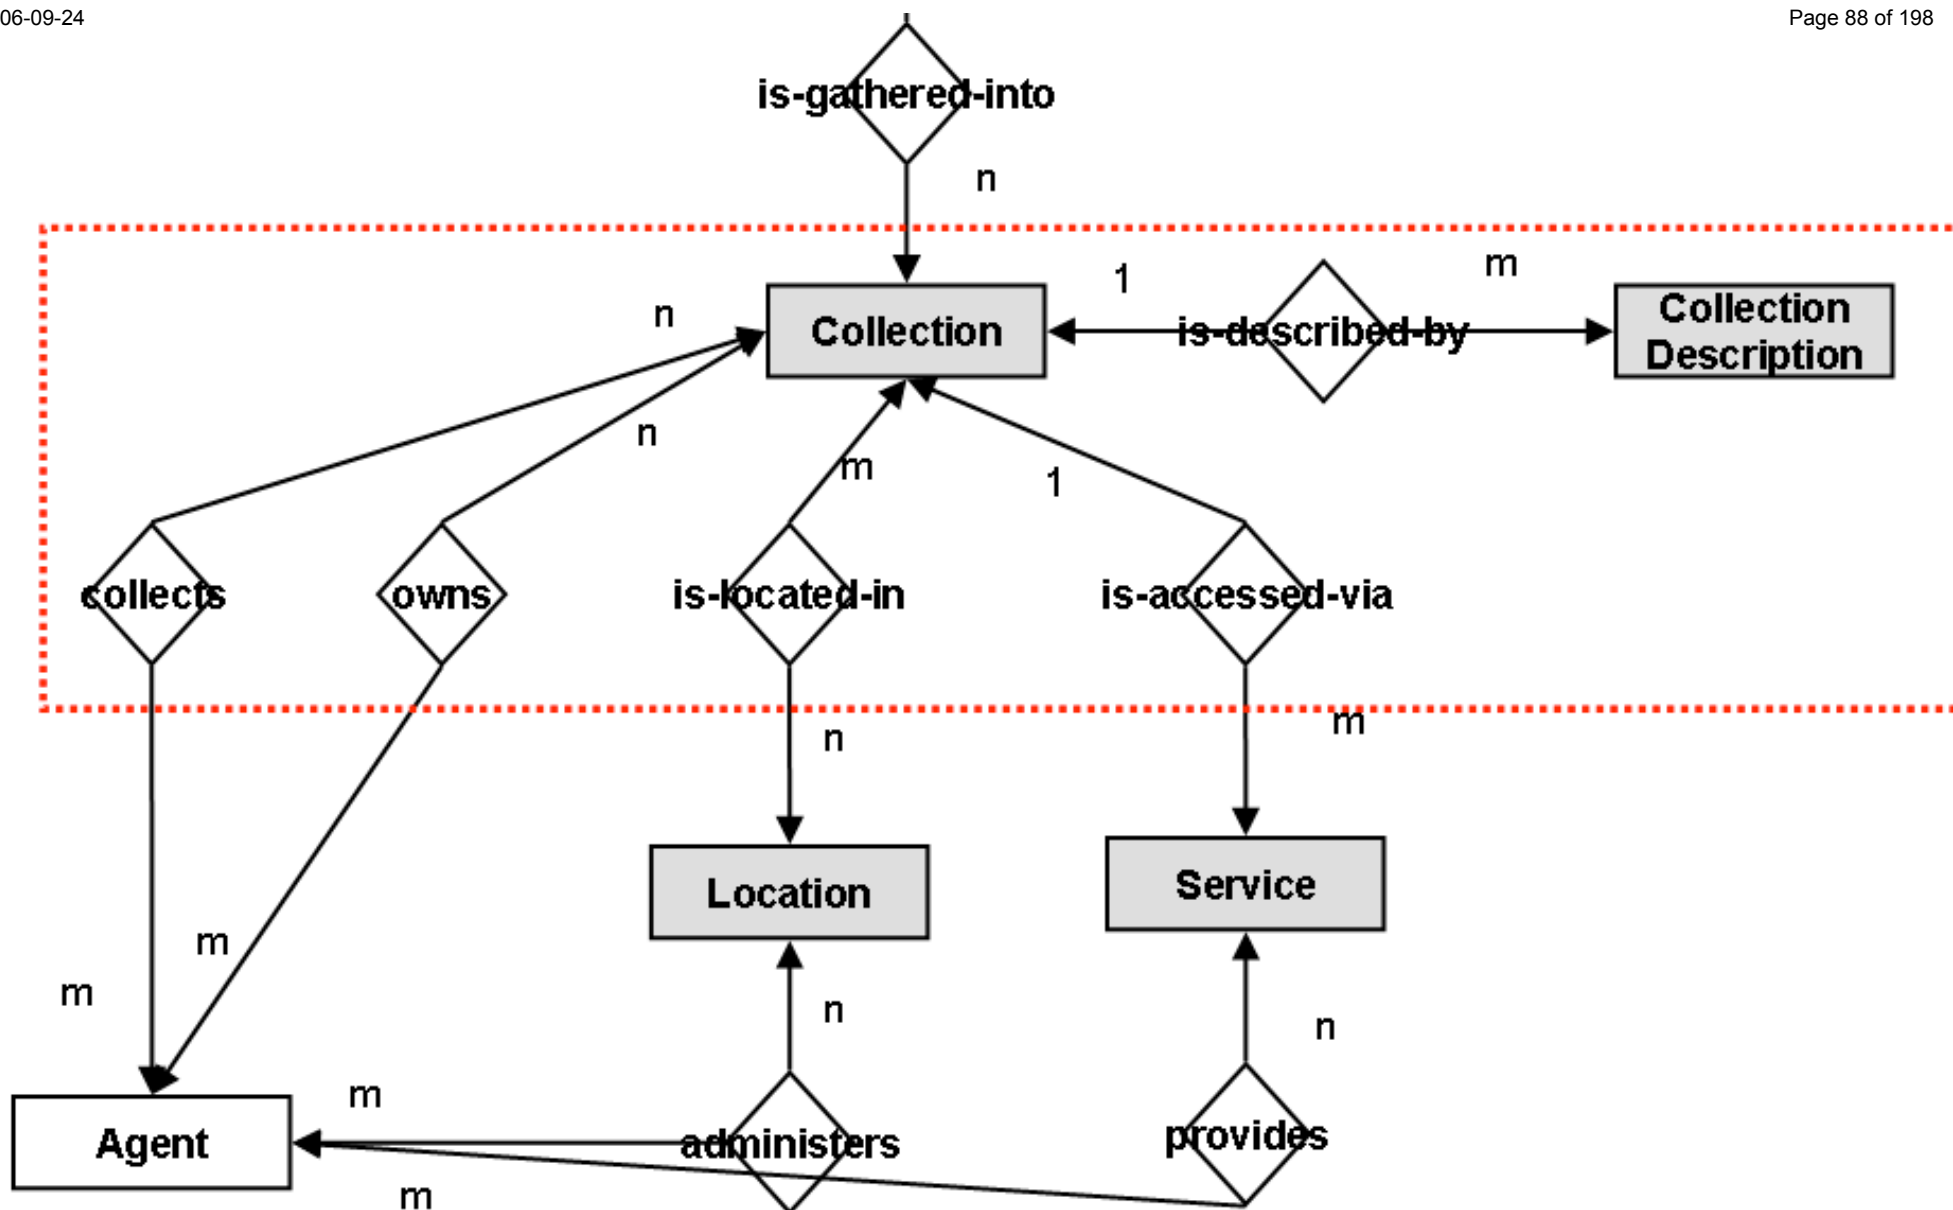 06-09-24
Page 88 of 198
is-gathered-into
n
1
m
n
Collection
is-described-by
Collection
Description
n
m
1
collects
owns
is-located-in
is-accessed-via
m
n
Location
Service
m
m
n
n
m
Agent
administers
provides
m